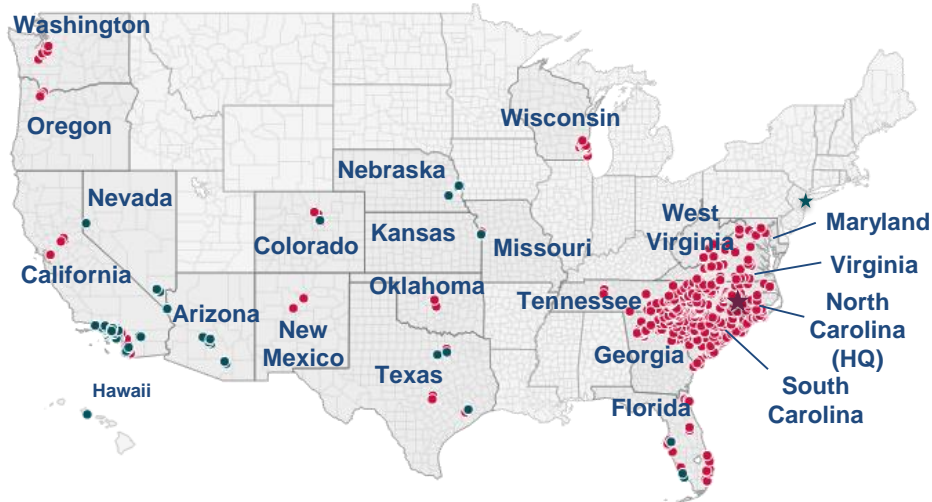 Washington
Oregon
Wisconsin
Nebraska
Nevada
West
Virginia
Maryland
Colorado
Kansas
Missouri
Virginia
California
Oklahoma
Tennessee
North
Carolina
(HQ)
Arizona
New
Mexico
Georgia
Texas
South
Carolina
Hawaii
Florida